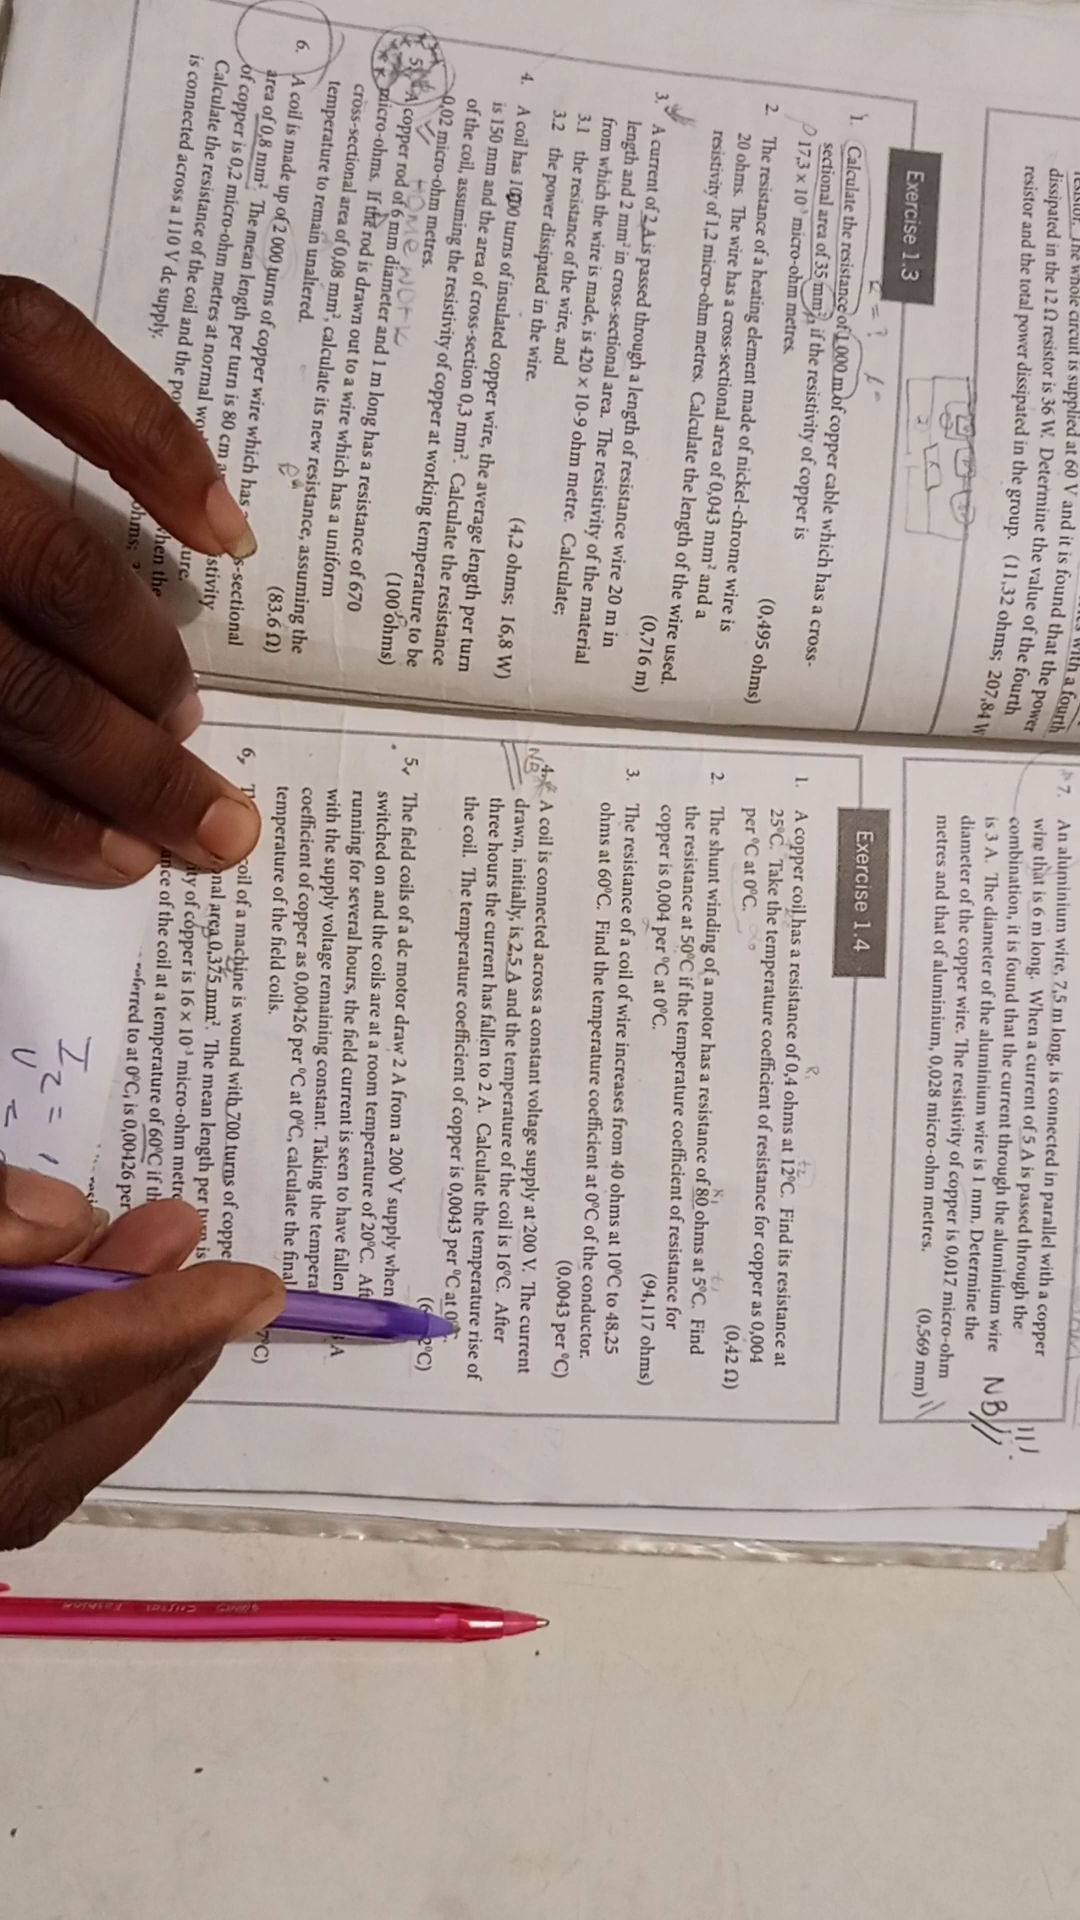 resistor. The whole circuit is supplied at 60 V and it is found that the power
dissipated in the 12 Ω resistor is 36 W. Determine the value of the fourth
resistor and the total power dissipated in the group. (11,32 ohms; 207,84 W
Exercise 1.3
R = ?
1. Calculate the resistance of 1 000 m of copper cable which has a cross-
sectional area of 35 mm², if the resistivity of copper is
17,3 × 10³ micro-ohm metres.
(0,495 ohms)
2. The resistance of a heating element made of nickel-chrome wire is
20 ohms. The wire has a cross-sectional area of 0,043 mm² and a
resistivity of 1,2 micro-ohm metres. Calculate the length of the wire used.
(0,716 m)
3. A current of 2 A is passed through a length of resistance wire 20 m in
length and 2 mm² in cross-sectional area. The resistivity of the material
from which the wire is made, is 420 × 10-9 ohm metre. Calculate;
3.1 the resistance of the wire, and
3.2 the power dissipated in the wire.
(4,2 ohms; 16,8 W)
4. A coil has 1000 turns of insulated copper wire, the average length per turn
is 150 mm and the area of cross-section 0,3 mm². Calculate the resistance
of the coil, assuming the resistivity of copper at working temperature to be
0,02 micro-ohm metres.
(100 ohms)
HOME WORK
5. A copper rod of 6 mm diameter and 1 m long has a resistance of 670
micro-ohms. If the rod is drawn out to a wire which has a uniform
cross-sectional area of 0,08 mm², calculate its new resistance, assuming the
temperature to remain unaltered.
(83.6 Ω)
6. A coil is made up of 2 000 turns of copper wire which has
s-sectional
area of 0,8 mm². The mean length per turn is 80 cm
istivity
of copper is 0,2 micro-ohm metres at normal
ure.
Calculate the resistance of the coil and the
when the
is connected across a 110 V dc supply.
ohms;
7. An aluminium wire, 7,5 m long, is connected in parallel with a copper
wire that is 6 m long. When a current of 5 A is passed through the
combination, it is found that the current through the aluminium wire
is 3 A. The diameter of the aluminium wire is 1 mm. Determine the
diameter of the copper wire. The resistivity of copper is 0,017 micro-ohm
metres and that of aluminium, 0,028 micro-ohm metres.
(0,569 mm)
NB
Exercise 1.4
1. A copper coil has a resistance of 0,4 ohms at 12°C. Find its resistance at
25°C. Take the temperature coefficient of resistance for copper as 0,004
per °C at 0°C.
(0,42 Ω)
2. The shunt winding of a motor has a resistance of 80 ohms at 5°C. Find
the resistance at 50°C if the temperature coefficient of resistance for
copper is 0,004 per °C at 0°C.
(94,117 ohms)
3. The resistance of a coil of wire increases from 40 ohms at 10°C to 48,25
ohms at 60°C. Find the temperature coefficient at 0°C of the conductor.
(0,0043 per °C)
NB
4. A coil is connected across a constant voltage supply at 200 V. The current
drawn, initially, is 2,5 A and the temperature of the coil is 16°C. After
three hours the current has fallen to 2 A. Calculate the temperature rise of
the coil. The temperature coefficient of copper is 0,0043 per °C at 0°C.
2°C)
5. The field coils of a dc motor draw 2 A from a 200 V supply when
switched on and the coils are at a room temperature of 20°C.
running for several hours, the field current is seen to have fallen
A
with the supply voltage remaining constant. Taking the
coefficient of copper as 0,00426 per °C at 0°C, calculate the final
temperature of the field coils.
7°C)
6. coil of a machine is wound with 700 turns of
onal area 0,375 mm². The mean length per turn is
ity of copper is 16 × 10³ micro-ohm
ance of the coil at a temperature of 60°C if
referred to at 0°C, is 0,00426 per
I2 =